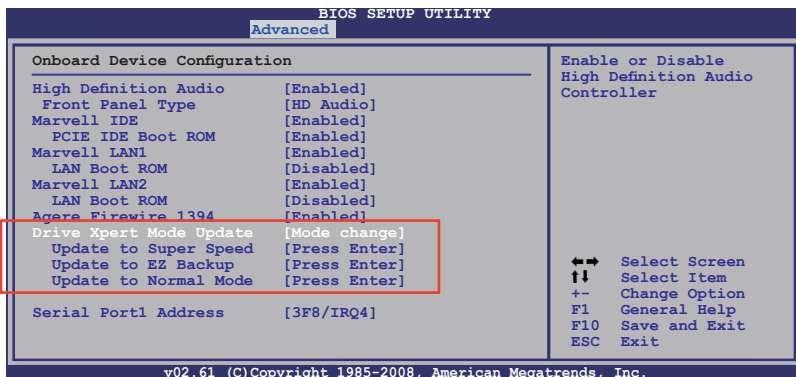 BIOS SETUP UTILITY
Advanced
Onboard Device Configuration
High Definition Audio [Enabled]
Front Panel Type [HD Audio]
Marvell IDE [Enabled]
PCIE IDE Boot ROM [Enabled]
Marvell LAN1 [Enabled]
LAN Boot ROM [Disabled]
Marvell LAN2 [Enabled]
LAN Boot ROM [Disabled]
Agere Firewire 1394 [Enabled]
Drive Xpert Mode Update [Mode change]
Update to Super Speed [Press Enter]
Update to EZ Backup [Press Enter]
Update to Normal Mode [Press Enter]
Serial Port1 Address [3F8/IRQ4]
Enable or Disable
High Definition Audio
Controller
Select Screen
Select Item
+- Change Option
F1 General Help
F10 Save and Exit
ESC Exit
v02.61 (C)Copyright 1985-2008, American Megatrends, Inc.